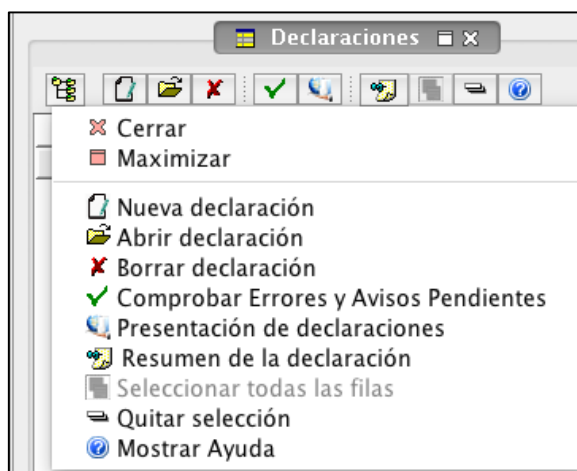 Declaraciones
Cerrar
Maximizar
Nueva declaración
Abrir declaración
Borrar declaración
Comprobar Errores y Avisos Pendientes
Presentación de declaraciones
Resumen de la declaración
Seleccionar todas las filas
Quitar selección
Mostrar Ayuda